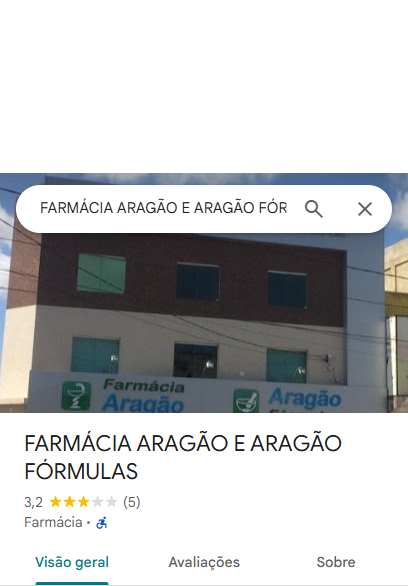 FARMÁCIA ARAGÃO E ARAGÃO FÓR
Farmácia
Aragão
Aragão
FARMÁCIA ARAGÃO E ARAGÃO
FÓRMULAS
3,2 (5)
Farmácia ·
Visão geral Avaliações Sobre